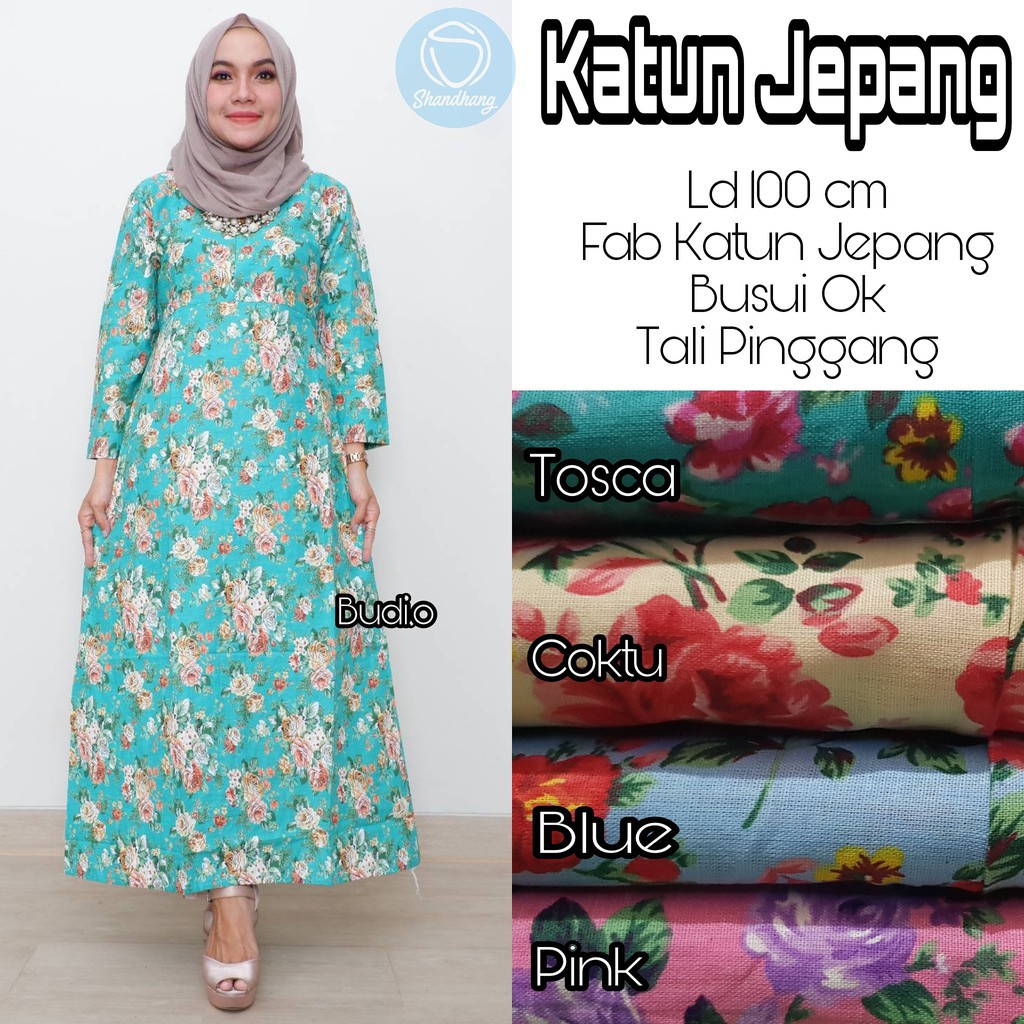 Shandhang
Katun Jepang
Ld 100 cm
Fab Katun Jepang
Busui Ok
Tali Pinggang
Budi.o
Tosca
Coktu
Blue
Pink